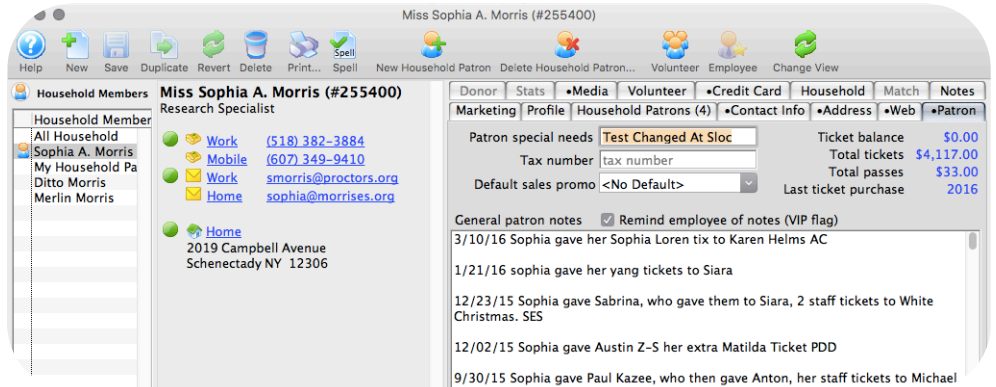 Miss Sophia A. Morris (#255400)
Help New Save Duplicate Revert Delete Print... Spell New Household Patron Delete Household Patron... Volunteer Employee Change View
Spell
Household Members
Household Member
All Household
Sophia A. Morris
My Household Pa
Ditto Morris
Merlin Morris
Miss Sophia A. Morris (#255400)
Research Specialist
Work (518) 382-3884
Mobile (607) 349-9410
Work smorris@proctors.org
Home sophia@morrises.org
Home
2019 Campbell Avenue
Schenectady NY 12306
Donor Stats •Media Volunteer •Credit Card Household Match Notes
Marketing Profile Household Patrons (4) •Contact Info •Address •Web •Patron
Patron special needs Test Changed At Sloc
Tax number tax number
Default sales promo <No Default>
Ticket balance $0.00
Total tickets $4,117.00
Total passes $33.00
Last ticket purchase 2016
General patron notes Remind employee of notes (VIP flag)
3/10/16 Sophia gave her Sophia Loren tix to Karen Helms AC
1/21/16 sophia gave her yang tickets to Siara
12/23/15 Sophia gave Sabrina, who gave them to Siara, 2 staff tickets to White
Christmas. SES
12/02/15 Sophia gave Austin Z-S her extra Matilda Ticket PDD
9/30/15 Sophia gave Paul Kazee, who then gave Anton, her staff tickets to Michael